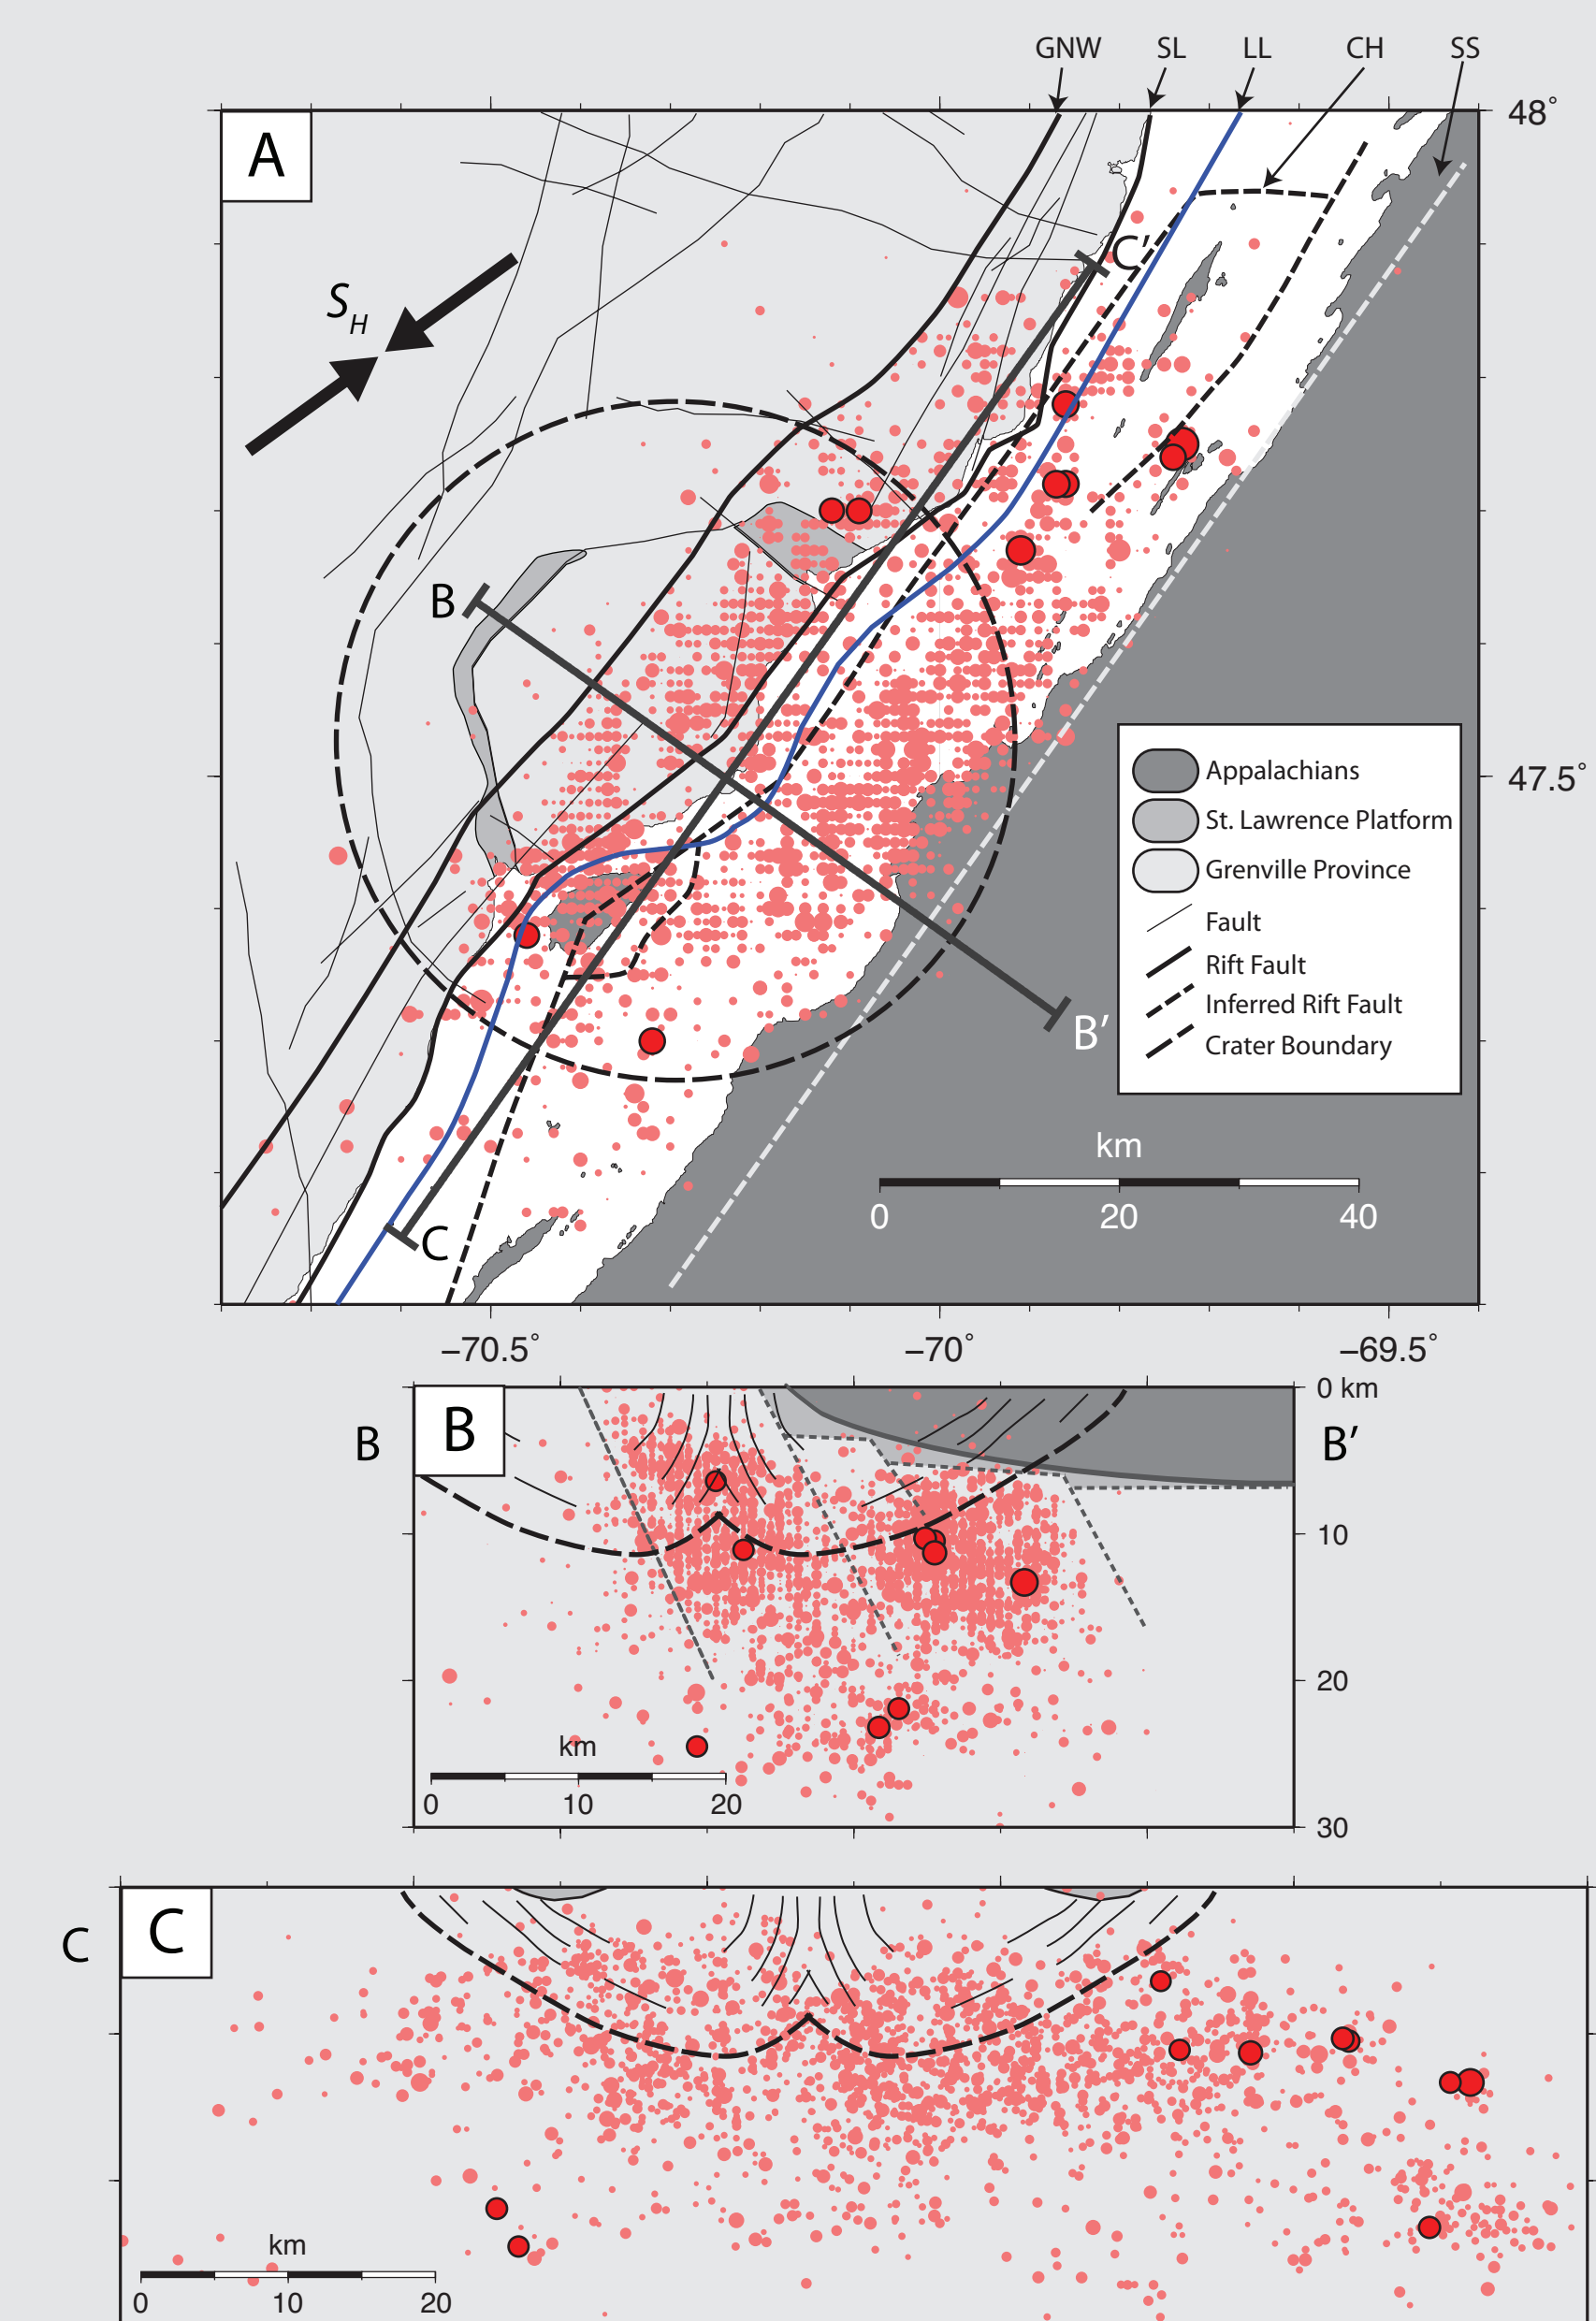 GNW SL LL CH SS
48°
A
S_H
C′
B
47.5°
Appalachians
St. Lawrence Platform
Grenville Province
Fault
Rift Fault
Inferred Rift Fault
Crater Boundary
B′
km
0 20 40
C
−70.5° −70° −69.5°
0 km
B B B′
10
20
km
0 10 20
30
C C
km
0 10 20